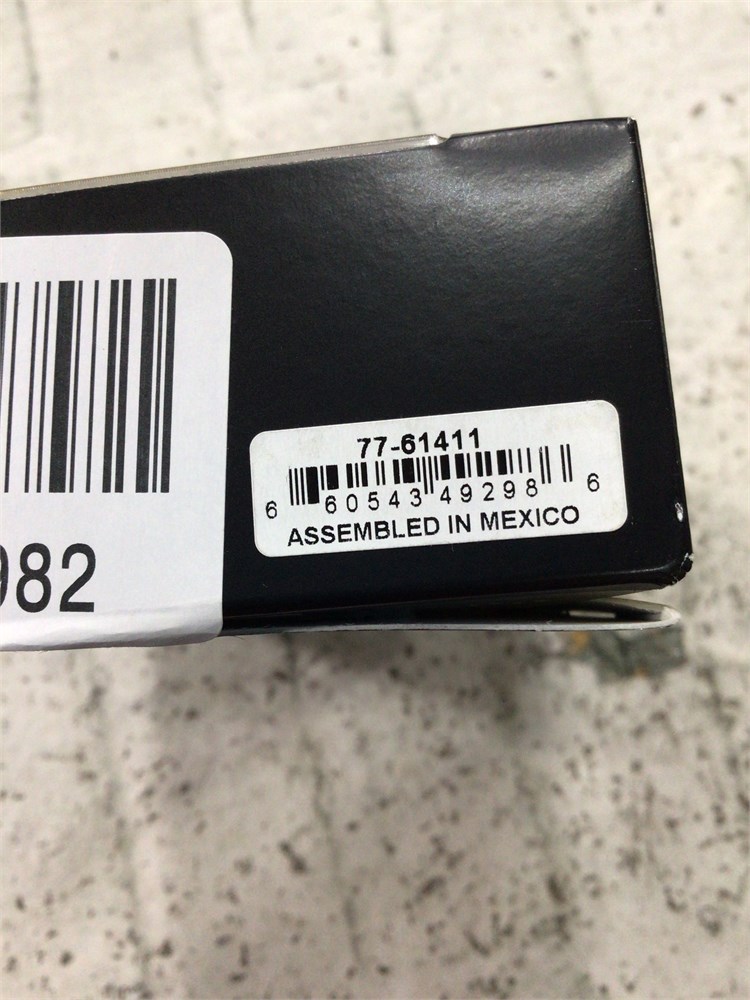 77-61411
6 60543 49298 6
ASSEMBLED IN MEXICO
982